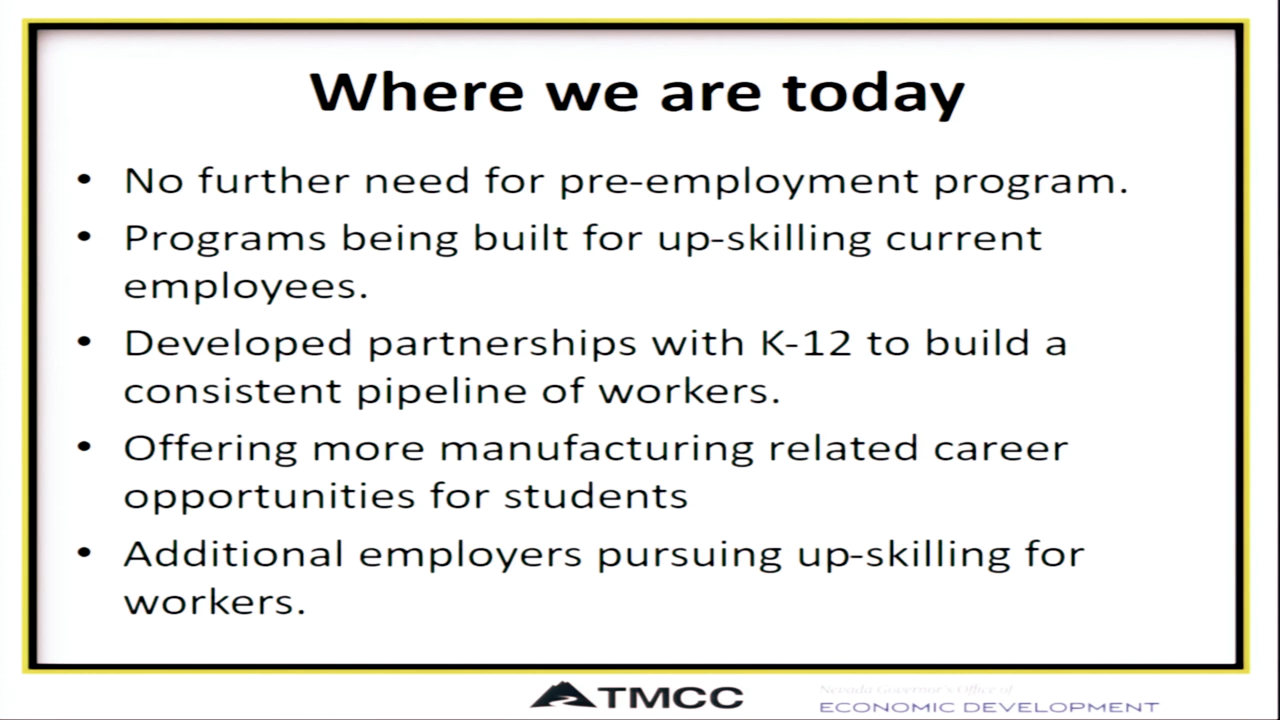 Where we are today
• No further need for pre-employment program.
• Programs being built for up-skilling current
employees.
• Developed partnerships with K-12 to build a
consistent pipeline of workers.
• Offering more manufacturing related career
opportunities for students
• Additional employers pursuing up-skilling for
workers.
TMCC
Nevada Governor's Office of
ECONOMIC DEVELOPMENT